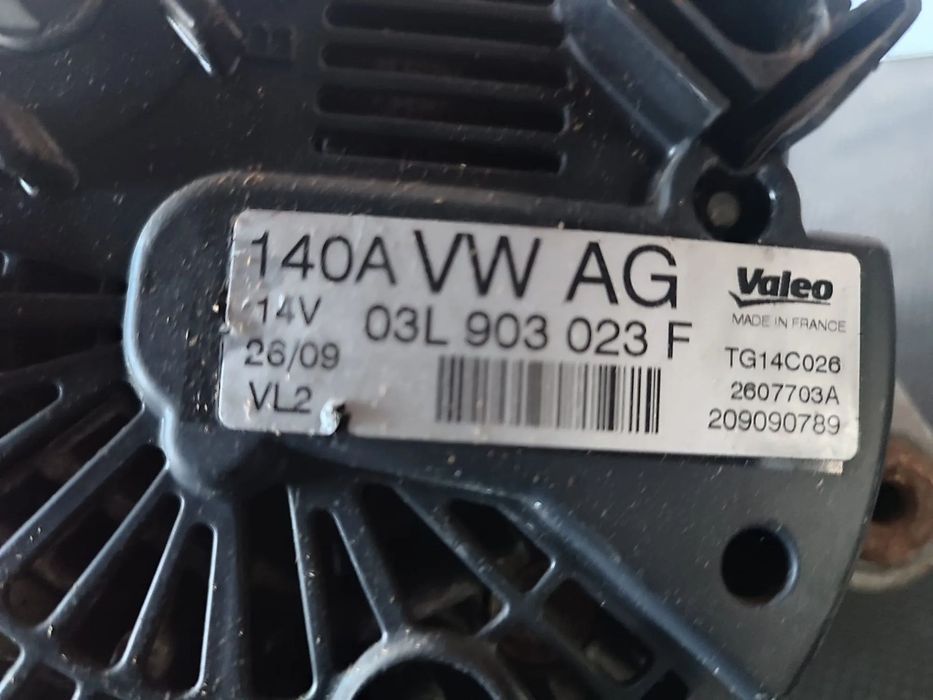 140A VW AG
14V 03L 903 023 F
26/09
VL2
Valeo
MADE IN FRANCE
TG14C026
2607703A
209090789